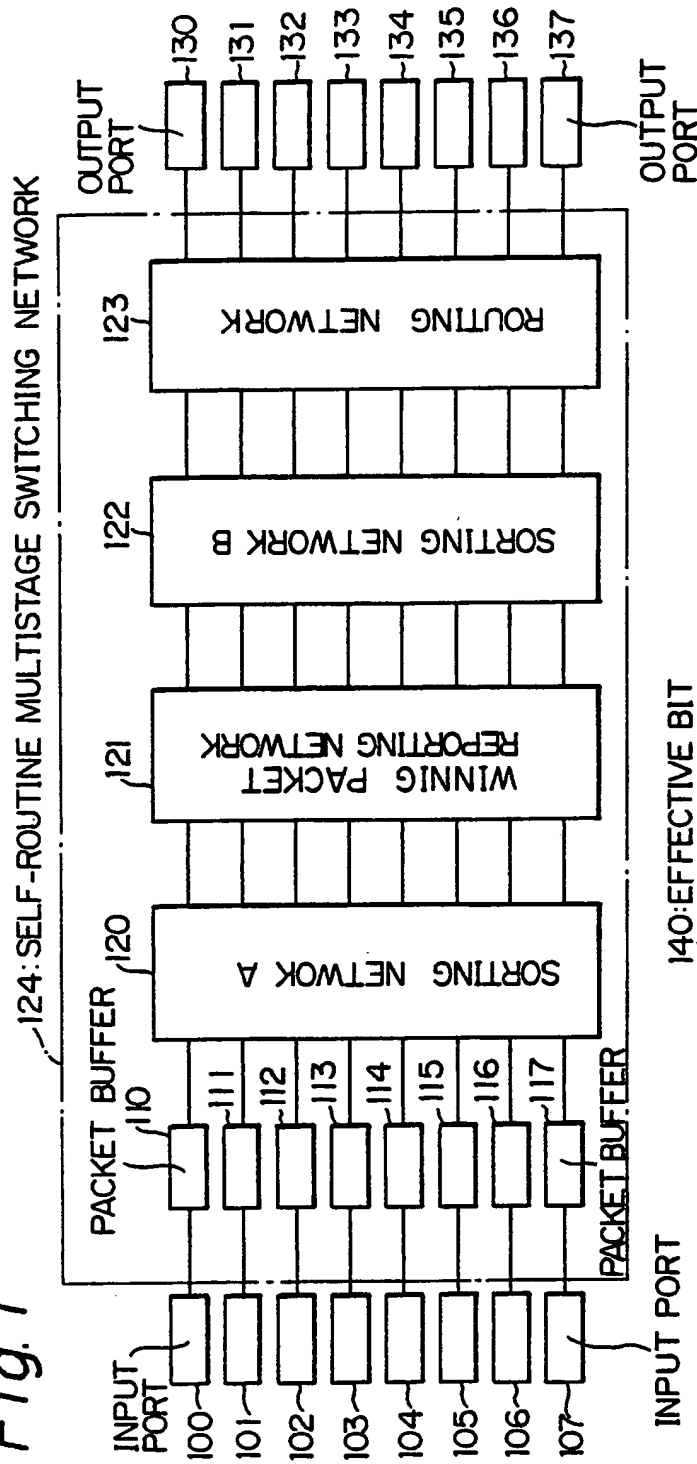 Fig. 1
124:SELF-ROUTINE MULTISTAGE SWITCHING NETWORK
INPUT
PORT
100
101
102
103
104
105
106
107
INPUT PORT
PACKET BUFFER
110
111
112
113
114
115
116
117
PACKET BUFFER
120
SORTING NETWOK A
121
WINNIG PACKET
REPORTING NETWORK
122
SORTING NETWORK B
123
ROUTING NETWORK
OUTPUT
PORT
130
131
132
133
134
135
136
137
OUTPUT
PORT
140:EFFECTIVE BIT